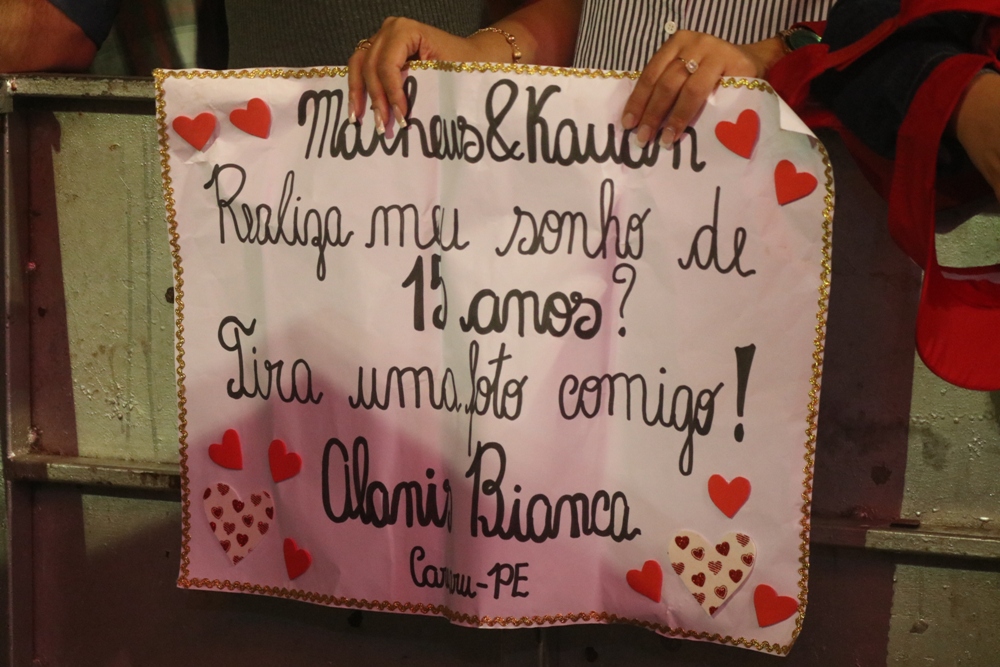 Matheus & Kauan
Realiza meu sonho de
15 anos?
Tira uma foto comigo!
Alanis Bianca
Caruaru-PE